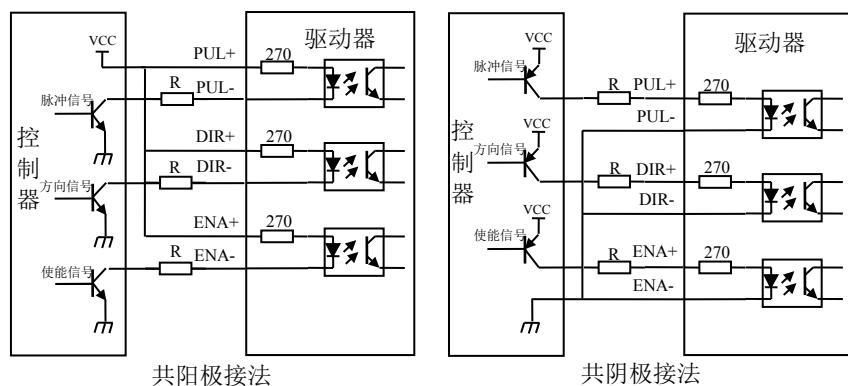 控制器
VCC
脉冲信号
方向信号
使能信号
驱动器
PUL+
270
R
PUL-
DIR+
270
R
DIR-
ENA+
270
R
ENA-
共阳极接法
控制器
VCC
脉冲信号
VCC
方向信号
VCC
使能信号
驱动器
R
PUL+
270
PUL-
R
DIR+
270
DIR-
R
ENA+
270
ENA-
共阴极接法